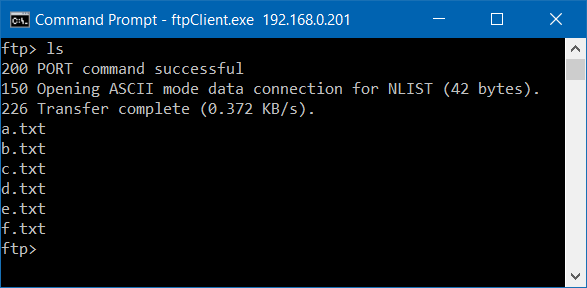 Command Prompt - ftpClient.exe  192.168.0.201
ftp> ls
200 PORT command successful
150 Opening ASCII mode data connection for NLIST (42 bytes).
226 Transfer complete (0.372 KB/s).
a.txt
b.txt
c.txt
d.txt
e.txt
f.txt
ftp>